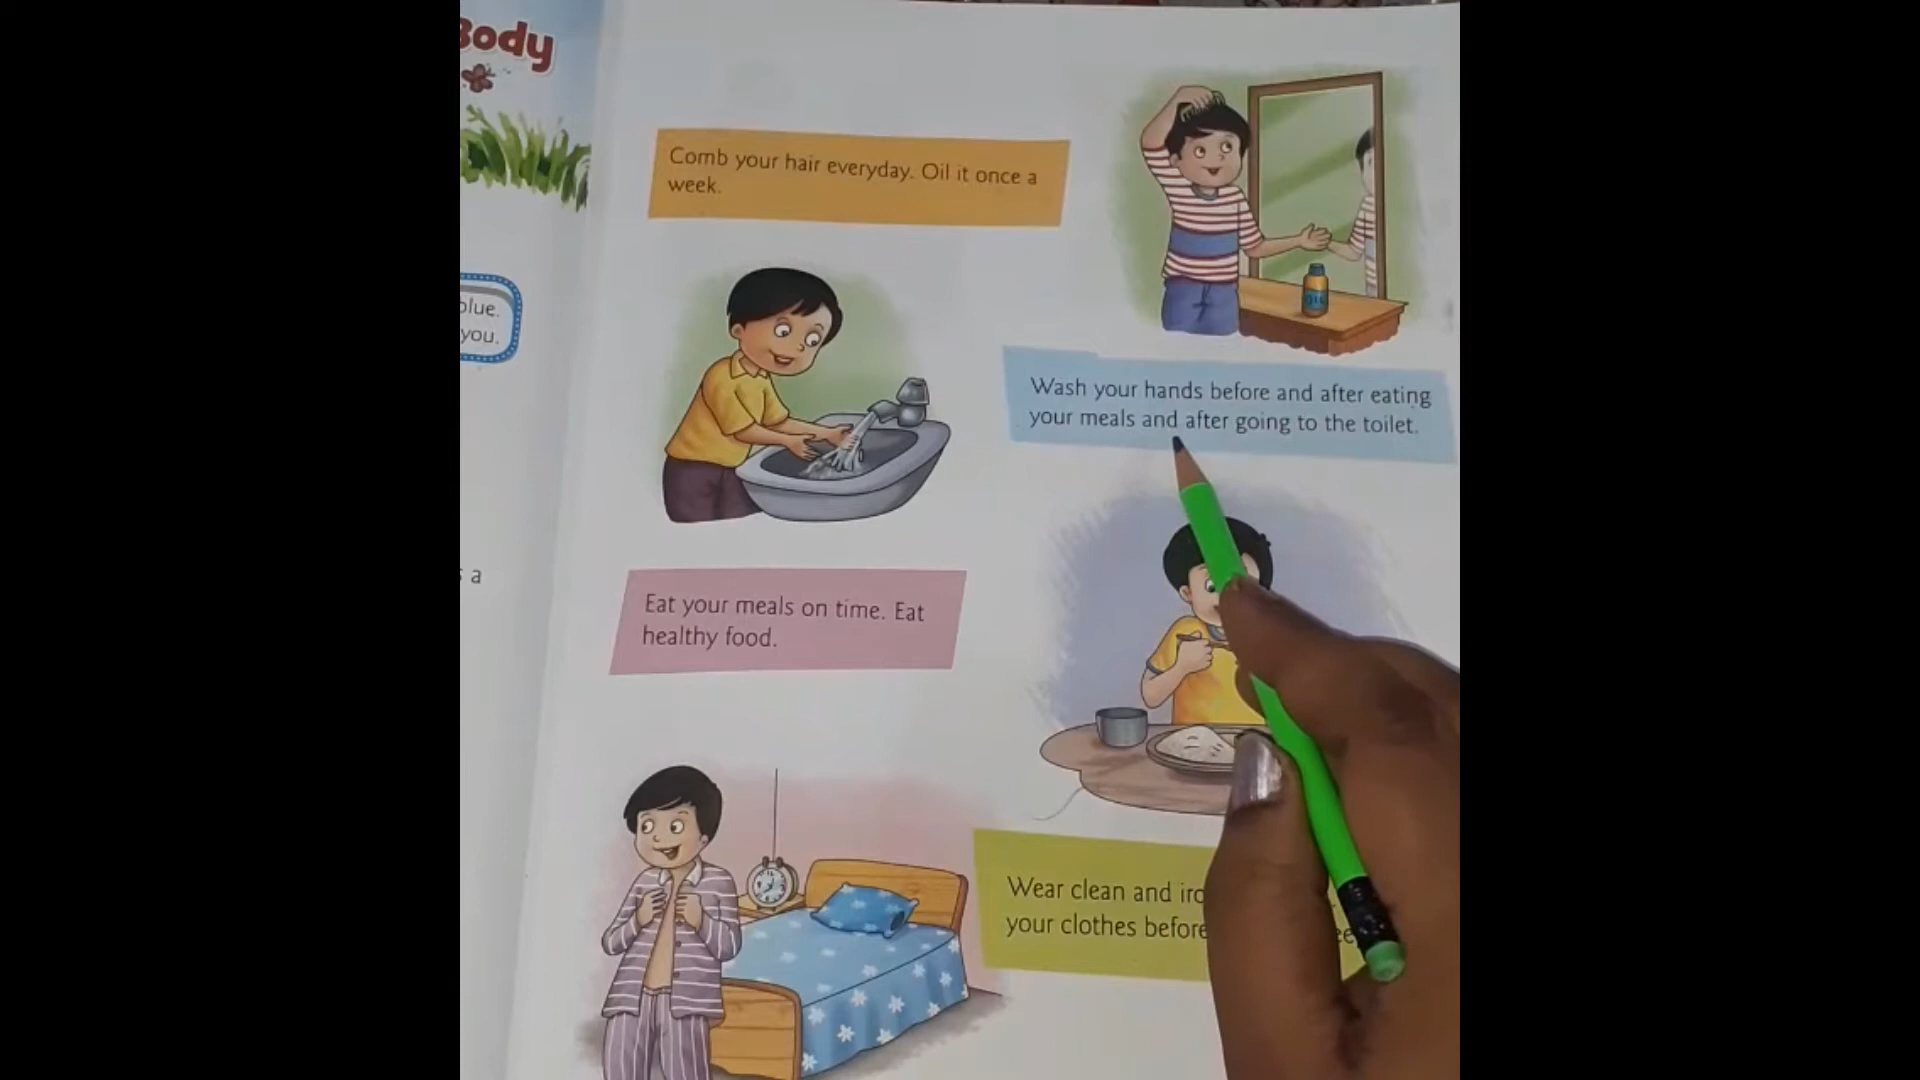 Body
Comb your hair everyday. Oil it once a
week.
OIL
blue.
you.
Wash your hands before and after eating
your meals and after going to the toilet.
a
Eat your meals on time. Eat
healthy food.
Wear clean and
your clothes before